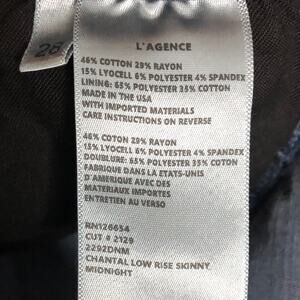 28
L'AGENCE
46% COTTON 29% RAYON
15% LYOCELL 6% POLYESTER 4% SPANDEX
LINING: 65% POLYESTER 35% COTTON
MADE IN THE USA
WITH IMPORTED MATERIALS
CARE INSTRUCTIONS ON REVERSE
46% COTON 29% RAYON
15% LYOCELL 6% POLYESTER 4% SPANDEX
DOUBLURE: 65% POLYESTER 35% COTON
FABRIQUE DANS LA ETATS-UNIS
D'AMERIQUE AVEC DES
MATERIAUX IMPORTES
ENTRETIEN AU VERSO
RN126654
CUT # 2129
2292DNM
CHANTAL LOW RISE SKINNY,
MIDNIGHT